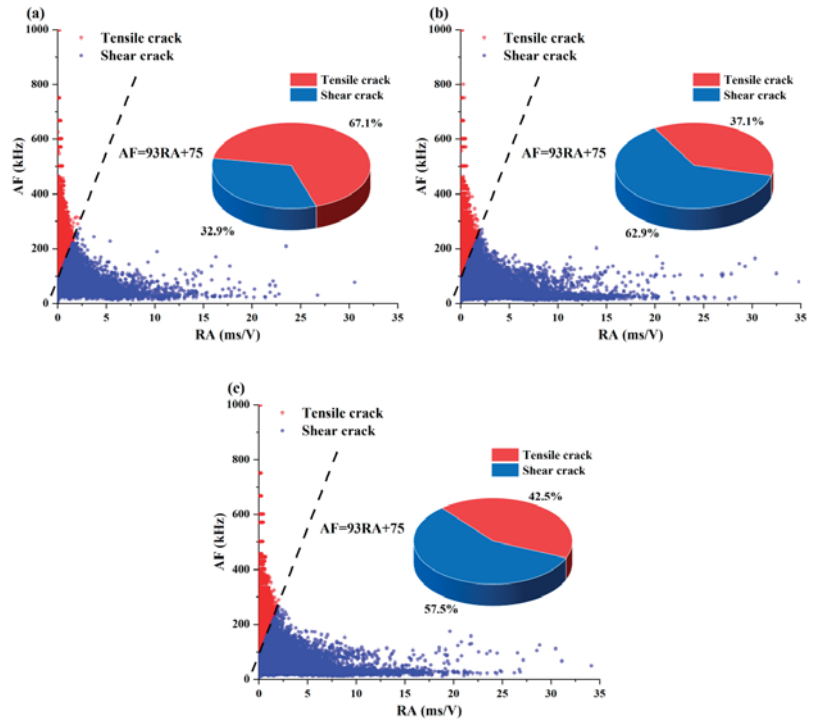 (a)
Tensile crack
Shear crack
Tensile crack
Shear crack
67.1%
32.9%
AF=93RA+75
AF (kHz)
1000
800
600
400
200
0
0 5 10 15 20 25 30 35
RA (ms/V)
(b)
Tensile crack
Shear crack
Tensile crack
Shear crack
37.1%
62.9%
AF=93RA+75
AF (kHz)
1000
800
600
400
200
0
0 5 10 15 20 25 30 35
RA (ms/V)
(c)
Tensile crack
Shear crack
Tensile crack
Shear crack
42.5%
57.5%
AF=93RA+75
AF (kHz)
1000
800
600
400
200
0
0 5 10 15 20 25 30 35
RA (ms/V)